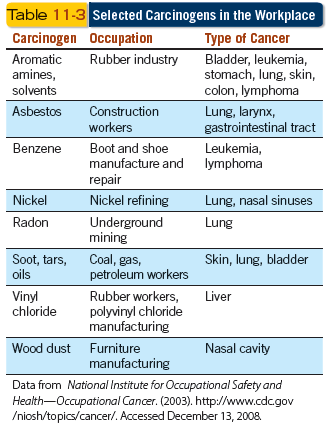 Table 11-3 Selected Carcinogens in the Workplace
Carcinogen Occupation Type of Cancer
Aromatic Rubber industry Bladder, leukemia,
amines, stomach, lung, skin,
solvents colon, lymphoma
Asbestos Construction Lung, larynx,
workers gastrointestinal tract
Benzene Boot and shoe Leukemia,
manufacture and lymphoma
repair
Nickel Nickel refining Lung, nasal sinuses
Radon Underground Lung
mining
Soot, tars, Coal, gas, Skin, lung, bladder
oils petroleum workers
Vinyl Rubber workers, Liver
chloride polyvinyl chloride
manufacturing
Wood dust Furniture Nasal cavity
manufacturing
Data from National Institute for Occupational Safety and
Health—Occupational Cancer. (2003). http://www.cdc.gov
/niosh/topics/cancer/. Accessed December 13, 2008.